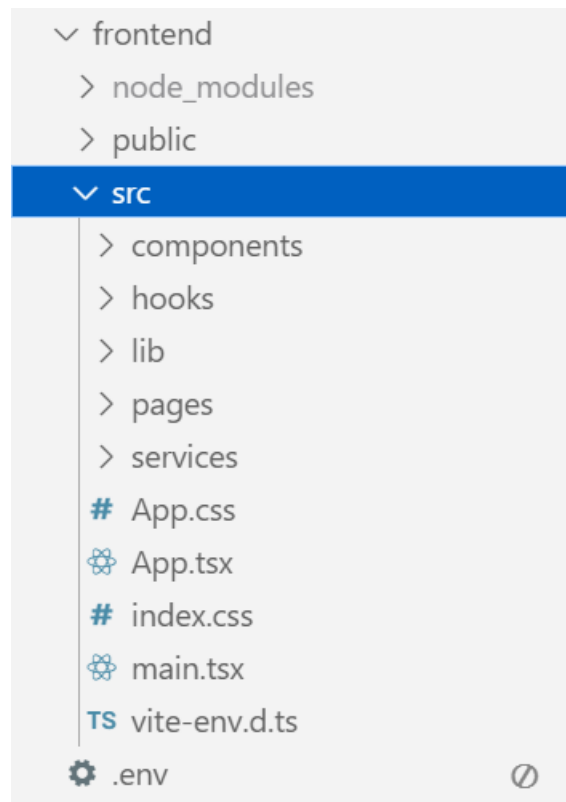 frontend
node_modules
public
src
components
hooks
lib
pages
services
# App.css
App.tsx
# index.css
main.tsx
TS vite-env.d.ts
.env